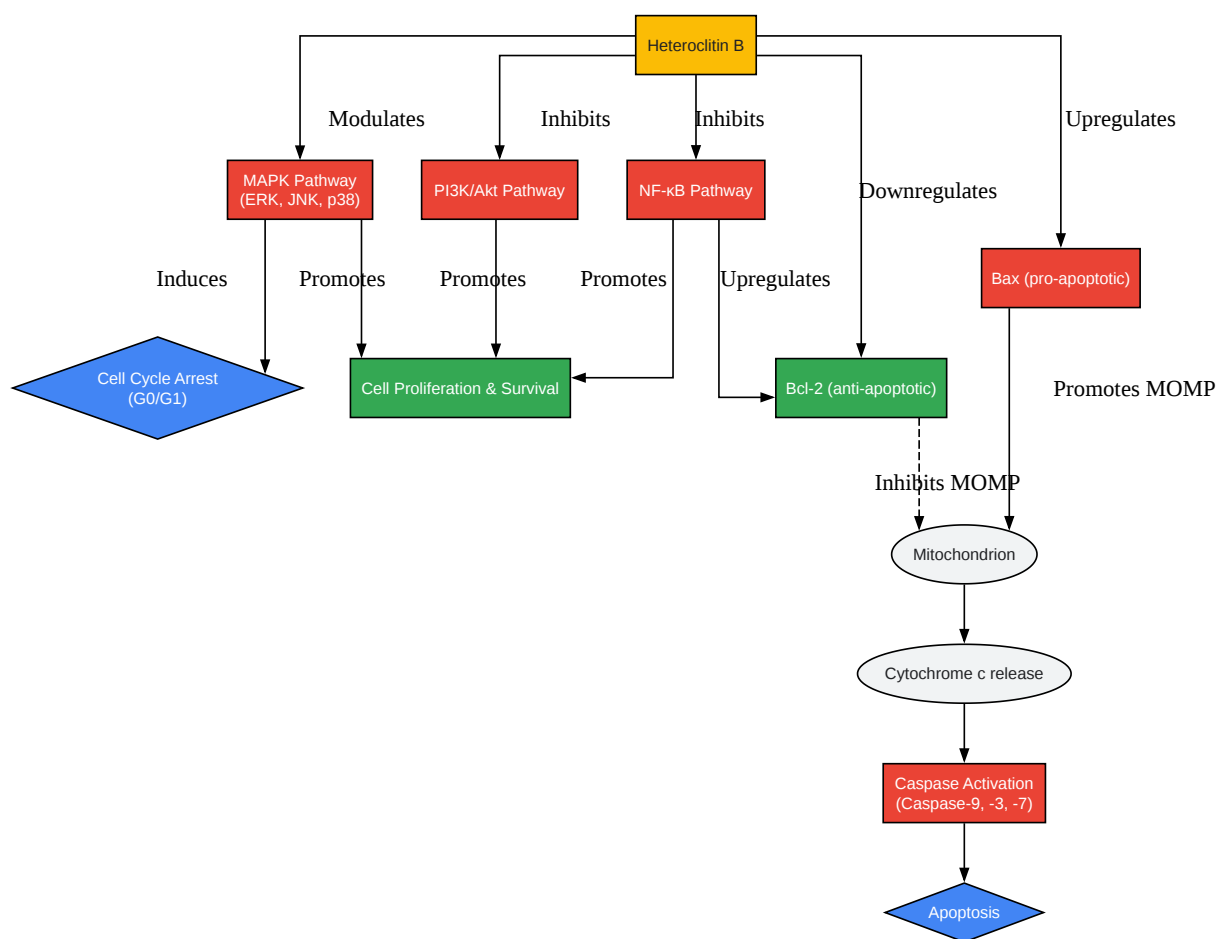 Heteroclitin B
Modulates
Inhibits
Inhibits
Upregulates
MAPK Pathway
(ERK, JNK, p38)
PI3K/Akt Pathway
NF-κB Pathway
Downregulates
Induces
Promotes
Promotes
Promotes
Upregulates
Bax (pro-apoptotic)
Cell Cycle Arrest
(G0/G1)
Cell Proliferation & Survival
Bcl-2 (anti-apoptotic)
Promotes MOMP
Inhibits MOMP
Mitochondrion
Cytochrome c release
Caspase Activation
(Caspase-9, -3, -7)
Apoptosis